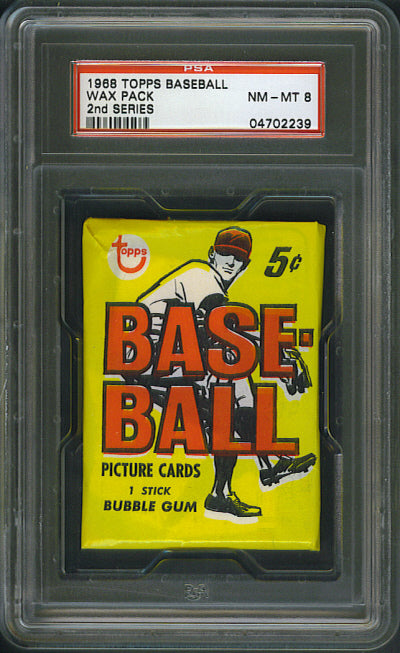 PSA
1968 TOPPS BASEBALL
WAX PACK NM-MT 8
2nd SERIES 04702239
Topps
5¢
BASE-
BALL
PICTURE CARDS
1 STICK
BUBBLE GUM
PSA